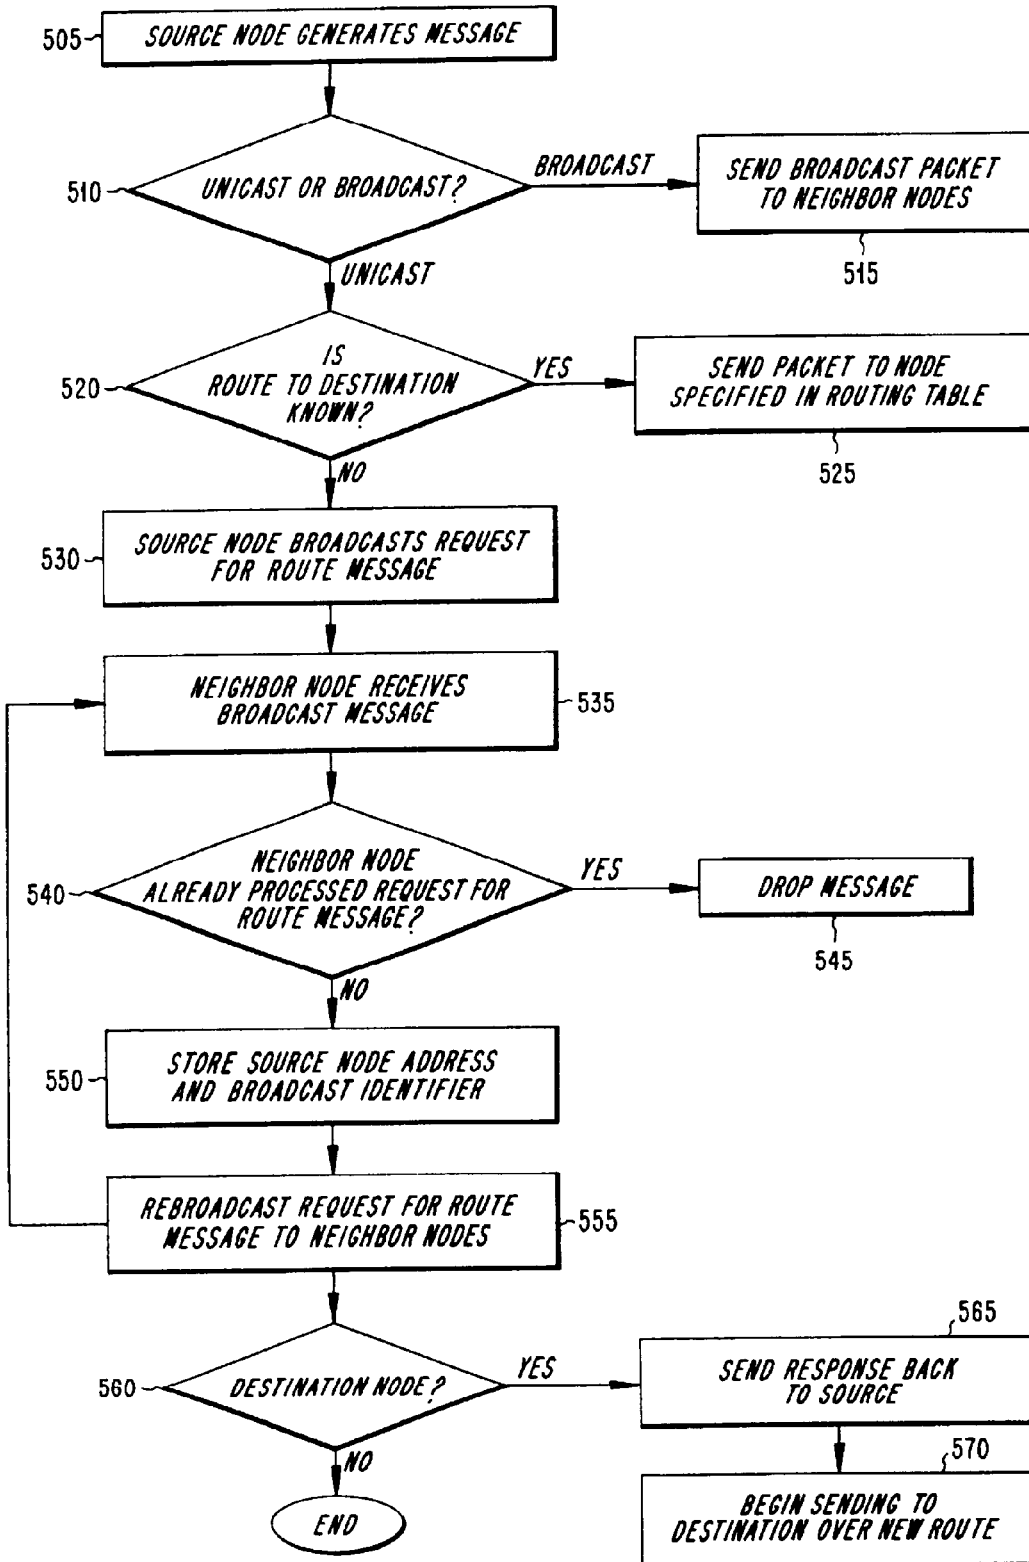 505
SOURCE NODE GENERATES MESSAGE
510
UNICAST OR BROADCAST?
BROADCAST
SEND BROADCAST PACKET
TO NEIGHBOR NODES
515
UNICAST
520
IS
ROUTE TO DESTINATION
KNOWN?
YES
SEND PACKET TO NODE
SPECIFIED IN ROUTING TABLE
525
NO
530
SOURCE NODE BROADCASTS REQUEST
FOR ROUTE MESSAGE
NEIGHBOR NODE RECEIVES
BROADCAST MESSAGE
535
540
NEIGHBOR NODE
ALREADY PROCESSED REQUEST FOR
ROUTE MESSAGE?
YES
DROP MESSAGE
545
NO
550
STORE SOURCE NODE ADDRESS
AND BROADCAST IDENTIFIER
REBROADCAST REQUEST FOR ROUTE
MESSAGE TO NEIGHBOR NODES
555
560
DESTINATION NODE?
YES
565
SEND RESPONSE BACK
TO SOURCE
570
BEGIN SENDING TO
DESTINATION OVER NEW ROUTE
NO
END